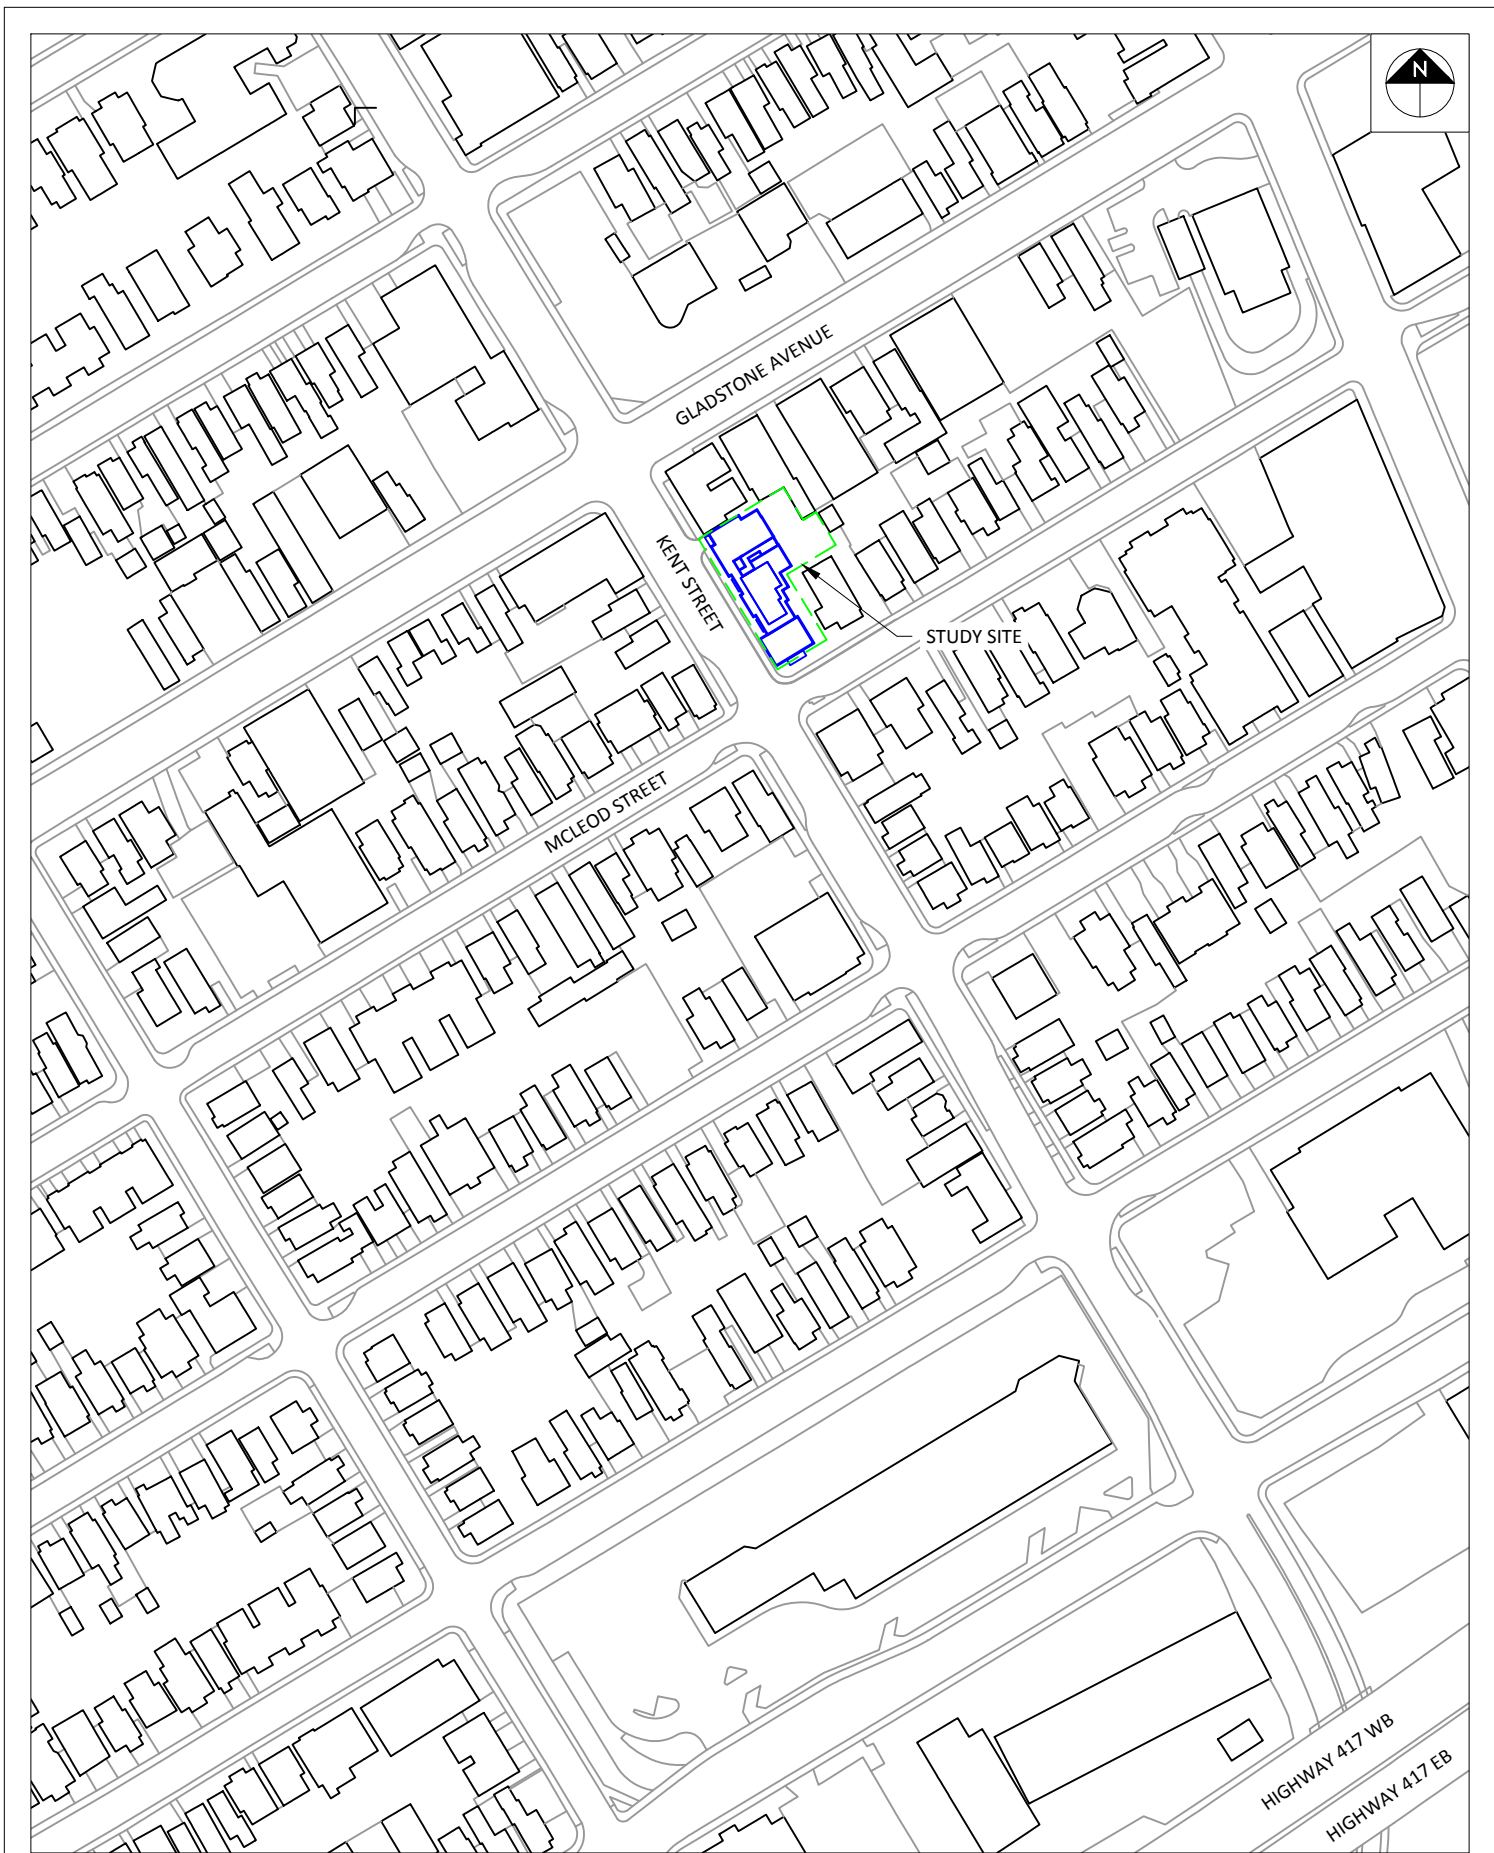 N
GLADSTONE AVENUE
KENT STREET
STUDY SITE
MCLEOD STREET
HIGHWAY 417 WB
HIGHWAY 417 EB